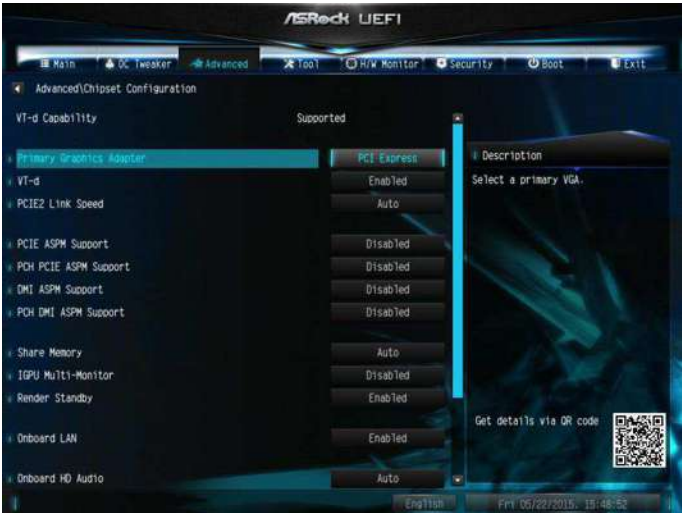 ASRock UEFI
Main OC Tweaker Advanced Tool H/W Monitor Security Boot Exit
Advanced\Chipset Configuration
VT-d Capability Supported
Primary Graphics Adapter PCI Express
VT-d Enabled
PCIE2 Link Speed Auto
PCIE ASPM Support Disabled
PCH PCIE ASPM Support Disabled
DMI ASPM Support Disabled
PCH DMI ASPM Support Disabled
Share Memory Auto
IGPU Multi-Monitor Disabled
Render Standby Enabled
Onboard LAN Enabled
Onboard HD Audio Auto
Description
Select a primary VGA.
Get details via QR code
English Fri 05/22/2015. 15:48:52